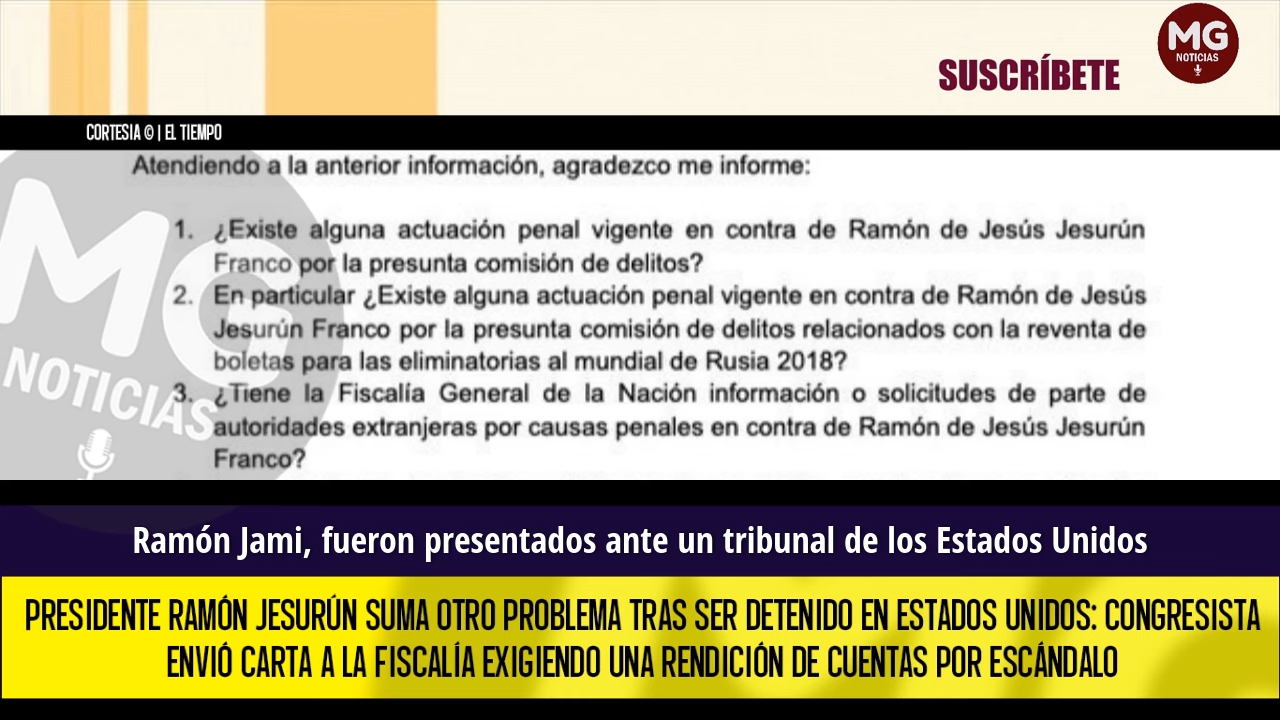 MG
NOTICIAS
SUSCRÍBETE
CORTESIA © | EL TIEMPO
Atendiendo a la anterior información, agradezco me informe:
1. ¿Existe alguna actuación penal vigente en contra de Ramón de Jesús Jesurún
Franco por la presunta comisión de delitos?
2. En particular ¿Existe alguna actuación penal vigente en contra de Ramón de Jesús
Jesurún Franco por la presunta comisión de delitos relacionados con la reventa de
boletas para las eliminatorias al mundial de Rusia 2018?
3. ¿Tiene la Fiscalía General de la Nación información o solicitudes de parte de
autoridades extranjeras por causas penales en contra de Ramón de Jesús Jesurún
Franco?
MG
NOTICIAS
Ramón Jami, fueron presentados ante un tribunal de los Estados Unidos
PRESIDENTE RAMÓN JESURÚN SUMA OTRO PROBLEMA TRAS SER DETENIDO EN ESTADOS UNIDOS: CONGRESISTA
ENVIÓ CARTA A LA FISCALÍA EXIGIENDO UNA RENDICIÓN DE CUENTAS POR ESCÁNDALO